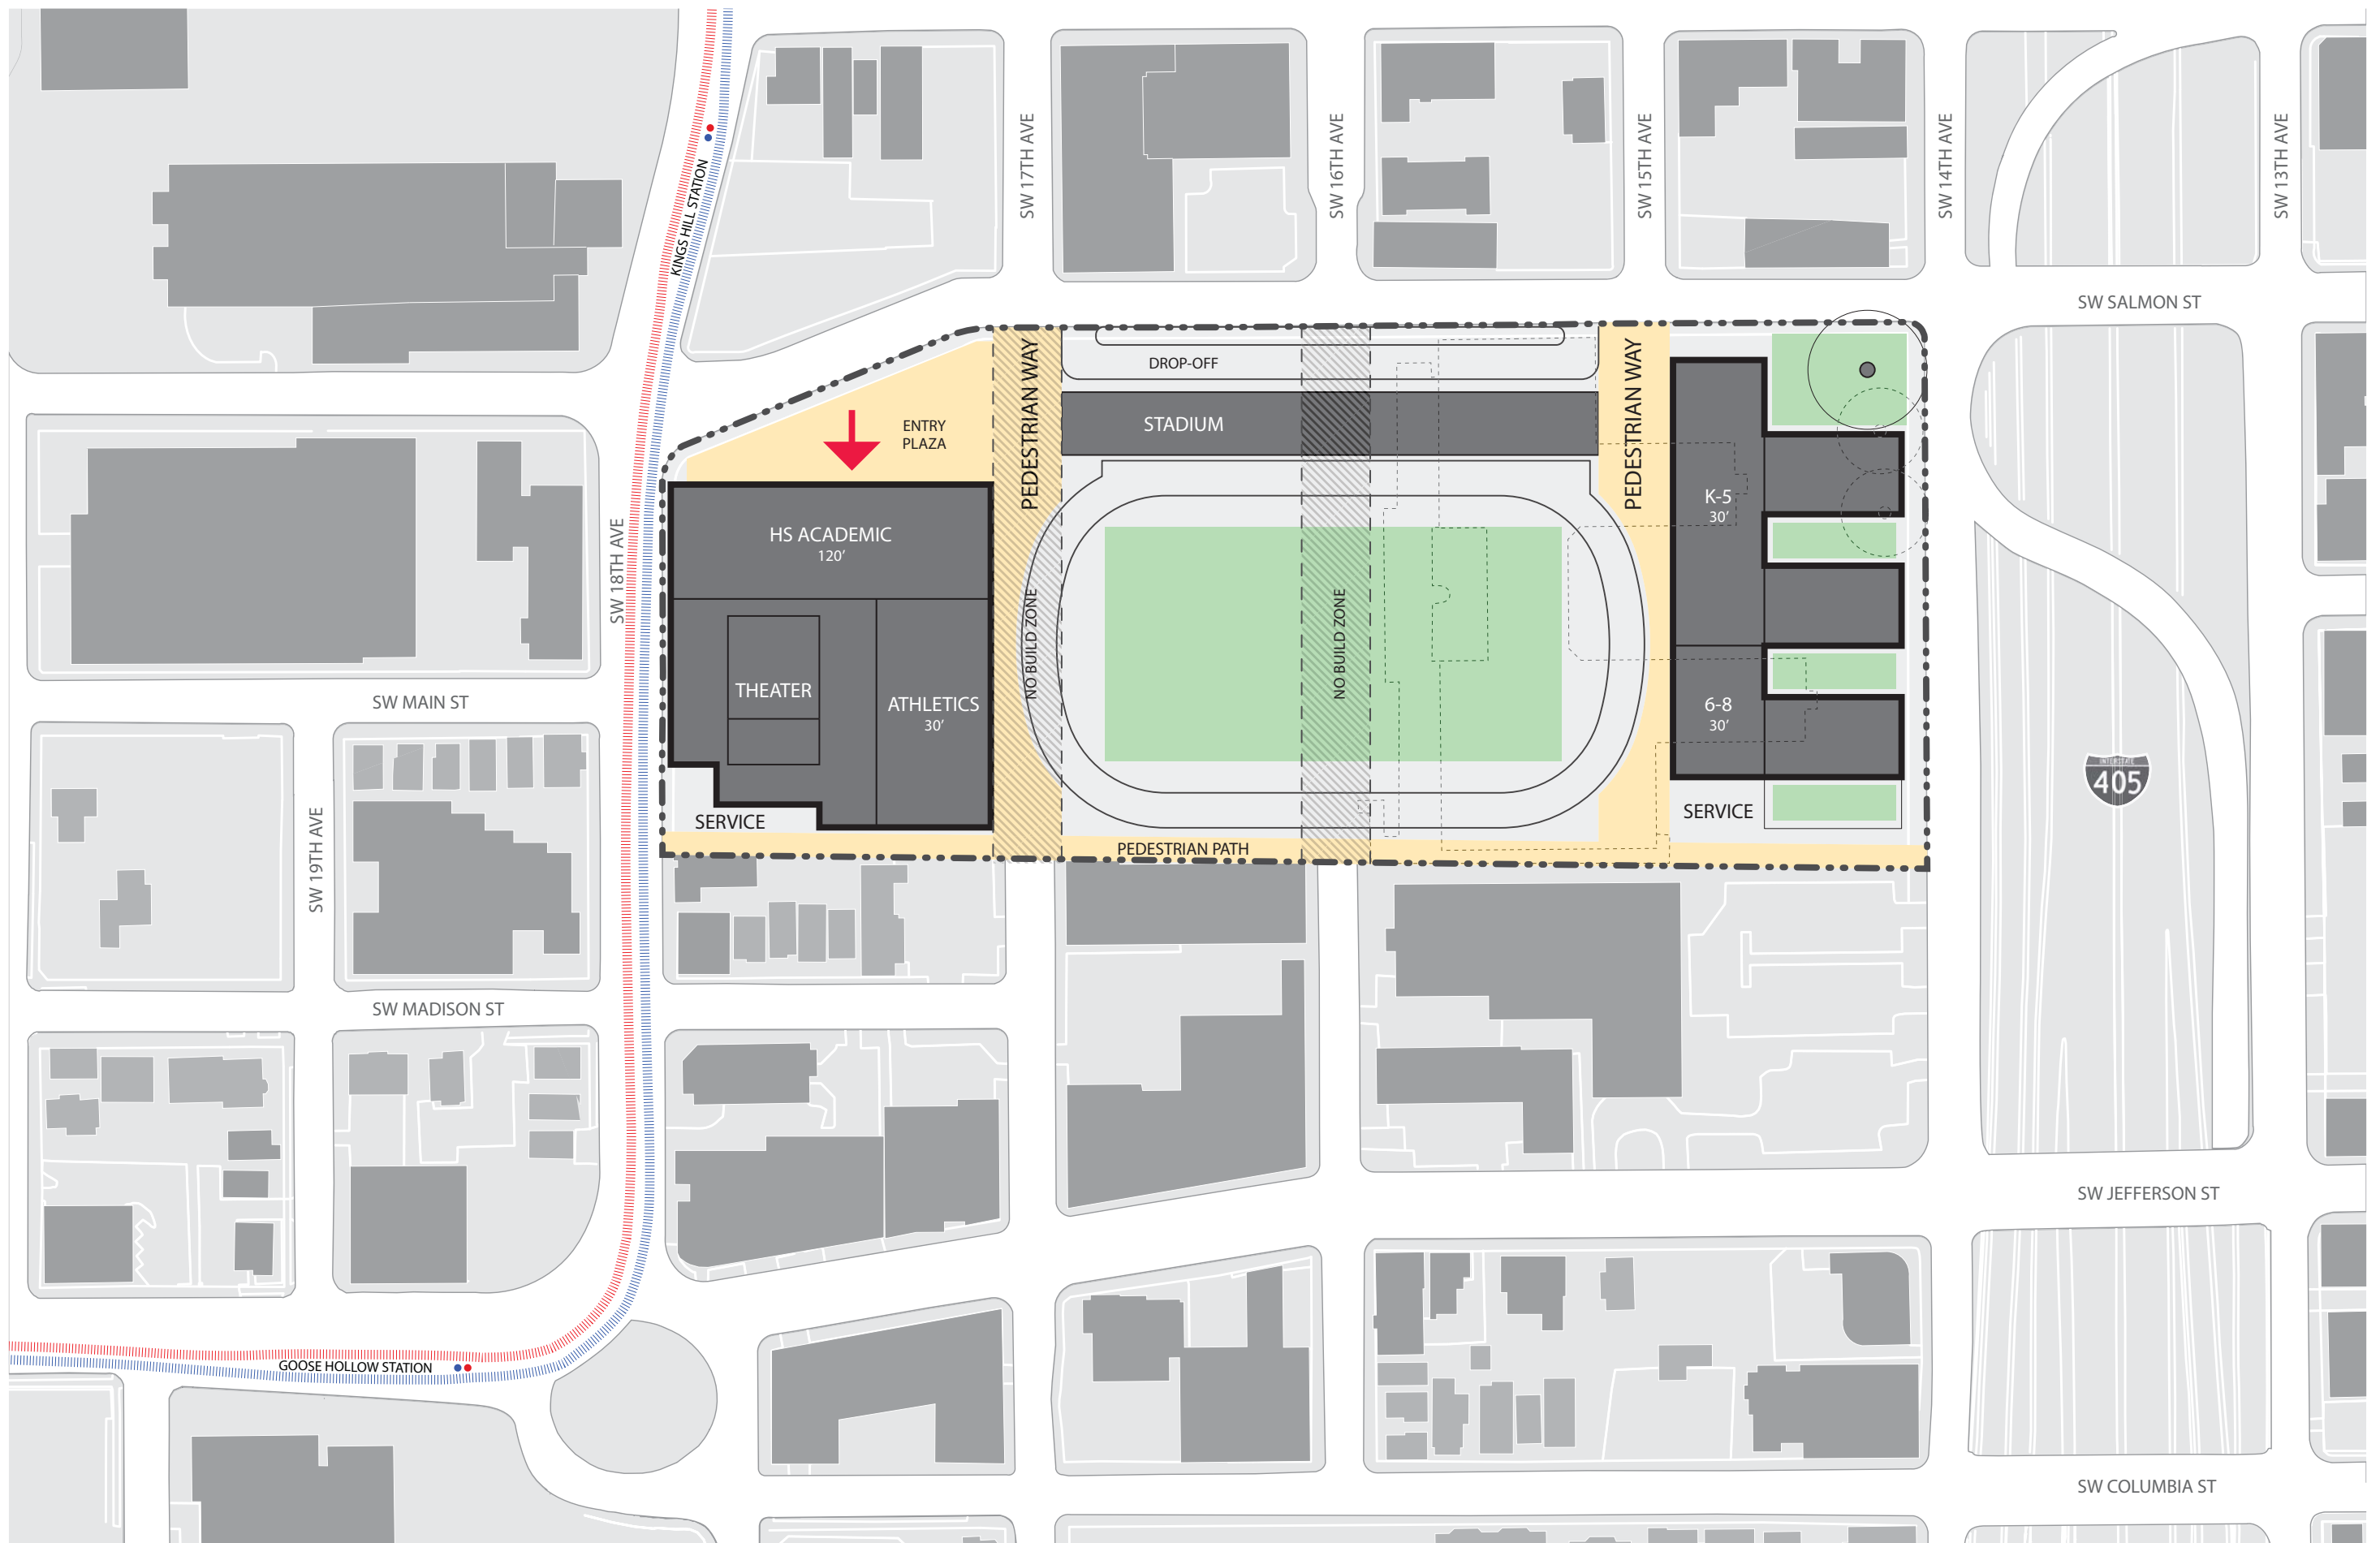 KINGS HILL STATION
SW 17TH AVE
SW 16TH AVE
SW 15TH AVE
SW 14TH AVE
SW 13TH AVE
SW SALMON ST
DROP-OFF
STADIUM
ENTRY
PLAZA
PEDESTRIAN WAY
PEDESTRIAN WAY
HS ACADEMIC
120’
K-5
30’
SW 18TH AVE
NO BUILD ZONE
NO BUILD ZONE
THEATER
ATHLETICS
30’
6-8
30’
SW MAIN ST
INTERSTATE
405
SERVICE
SERVICE
PEDESTRIAN PATH
SW 19TH AVE
SW MADISON ST
SW JEFFERSON ST
GOOSE HOLLOW STATION
SW COLUMBIA ST